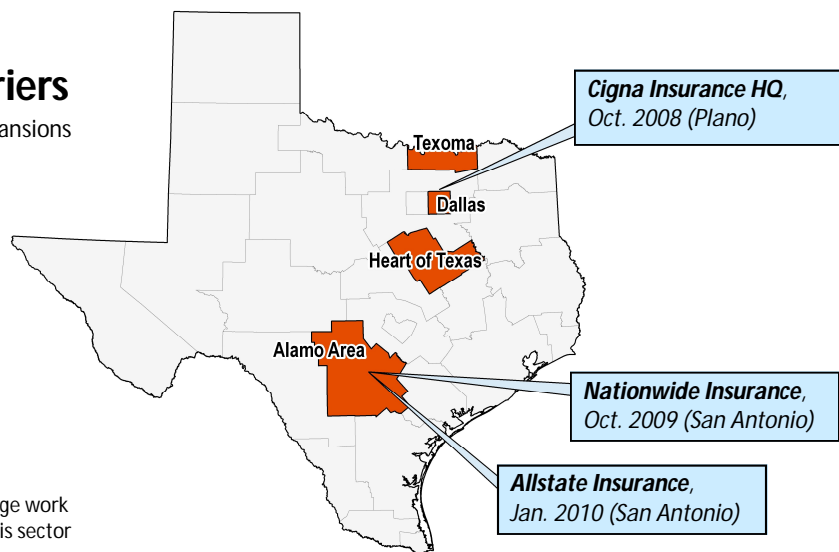 riers
ansions
Cigna Insurance HQ,
Oct. 2008 (Plano)
Texoma
Dallas
Heart of Texas
Alamo Area
Nationwide Insurance,
Oct. 2009 (San Antonio)
Allstate Insurance,
Jan. 2010 (San Antonio)
ge work
is sector